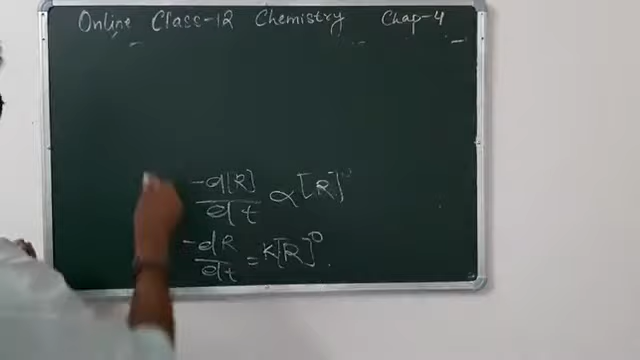 Online Class-12 Chemistry Chap-4
-d[R]/dt ∝ [R]⁰
-dR/dt = K[R]⁰